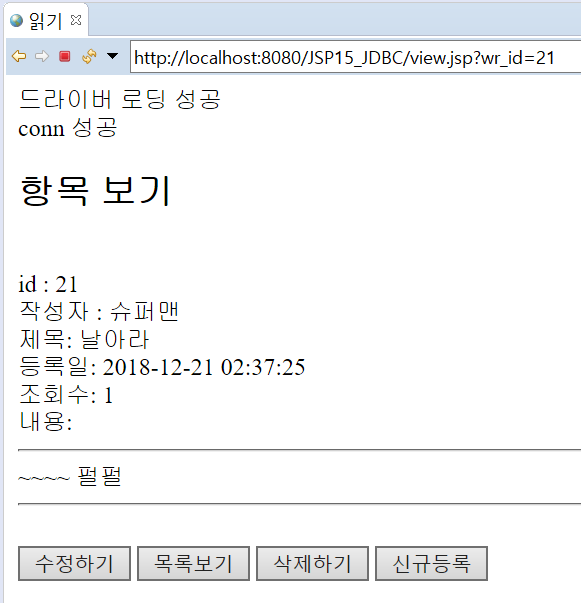 읽기
http://localhost:8080/JSP15_JDBC/view.jsp?wr_id=21
드라이버 로딩 성공
conn 성공
항목 보기
id : 21
작성자 : 슈퍼맨
제목: 날아라
등록일: 2018-12-21 02:37:25
조회수: 1
내용:
~~~~ 펄펄
수정하기 목록보기 삭제하기 신규등록